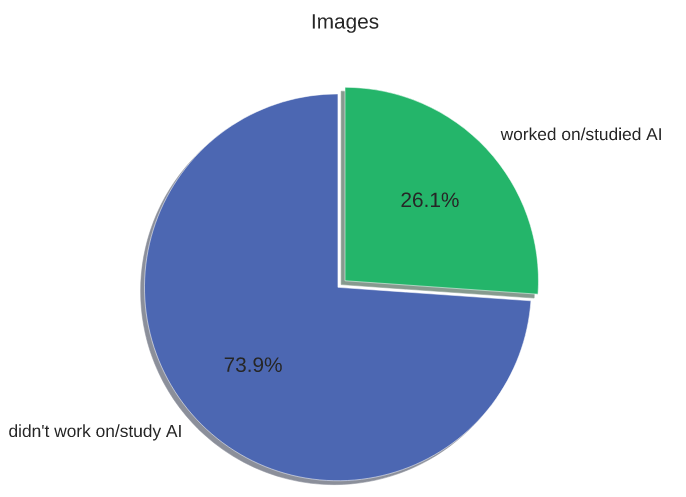 Images
worked on/studied AI
26.1%
73.9%
didn't work on/study AI